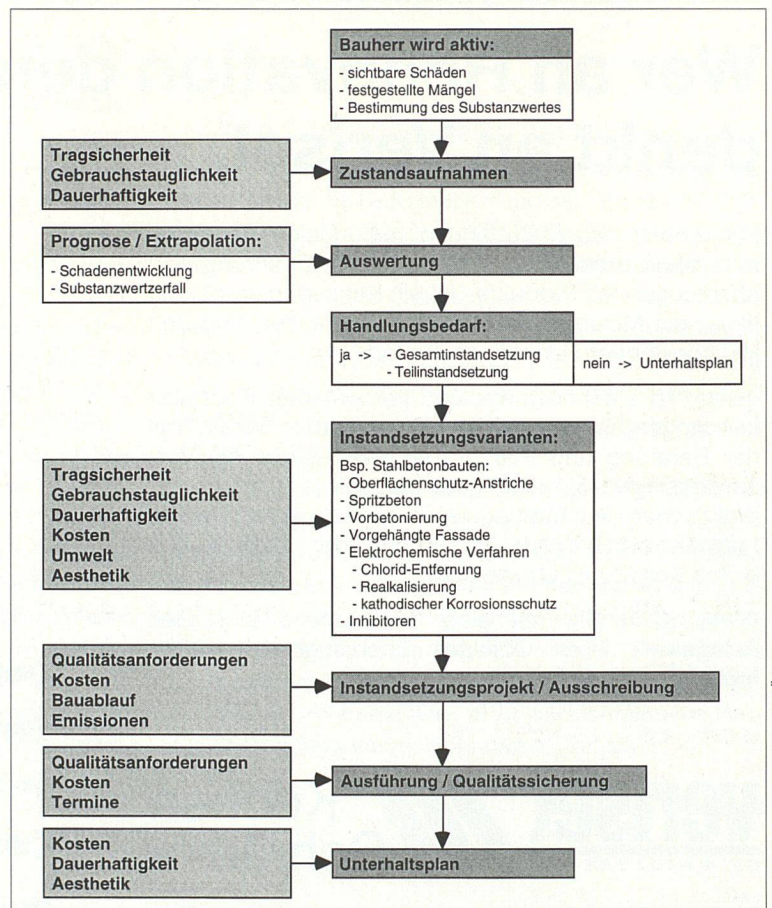 Bauherr wird aktiv:
- sichtbare Schäden
- festgestellte Mängel
- Bestimmung des Substanzwertes
Tragsicherheit
Gebrauchstauglichkeit
Dauerhaftigkeit
Zustandsaufnahmen
Prognose / Extrapolation:
- Schadenentwicklung
- Substanzwertzerfall
Auswertung
Handlungsbedarf:
ja -> - Gesamtinstandsetzung
- Teilinstandsetzung
nein -> Unterhaltsplan
Instandsetzungsvarianten:
Bsp. Stahlbetonbauten:
- Oberflächenschutz-Anstriche
- Spritzbeton
- Vorbetonierung
- Vorgehängte Fassade
- Elektrochemische Verfahren
- Chlorid-Entfernung
- Realkalisierung
- kathodischer Korrosionsschutz
- Inhibitoren
Tragsicherheit
Gebrauchstauglichkeit
Dauerhaftigkeit
Kosten
Umwelt
Aesthetik
Qualitätsanforderungen
Kosten
Bauablauf
Emissionen
Instandsetzungsprojekt / Ausschreibung
Qualitätsanforderungen
Kosten
Termine
Ausführung / Qualitätssicherung
Kosten
Dauerhaftigkeit
Aesthetik
Unterhaltsplan